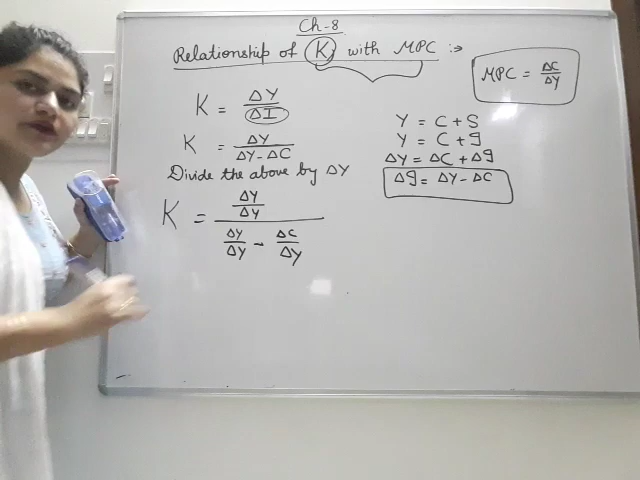 Ch-8
Relationship of K with MPC :->
MPC = ΔC/ΔY
K = ΔY/ΔI
K = ΔY/ΔY-ΔC
Divide the above by ΔY
K = ΔY/ΔY / ΔY/ΔY - ΔC/ΔY
Y = C + S
Y = C + I
ΔY = ΔC + ΔI
ΔI = ΔY - ΔC